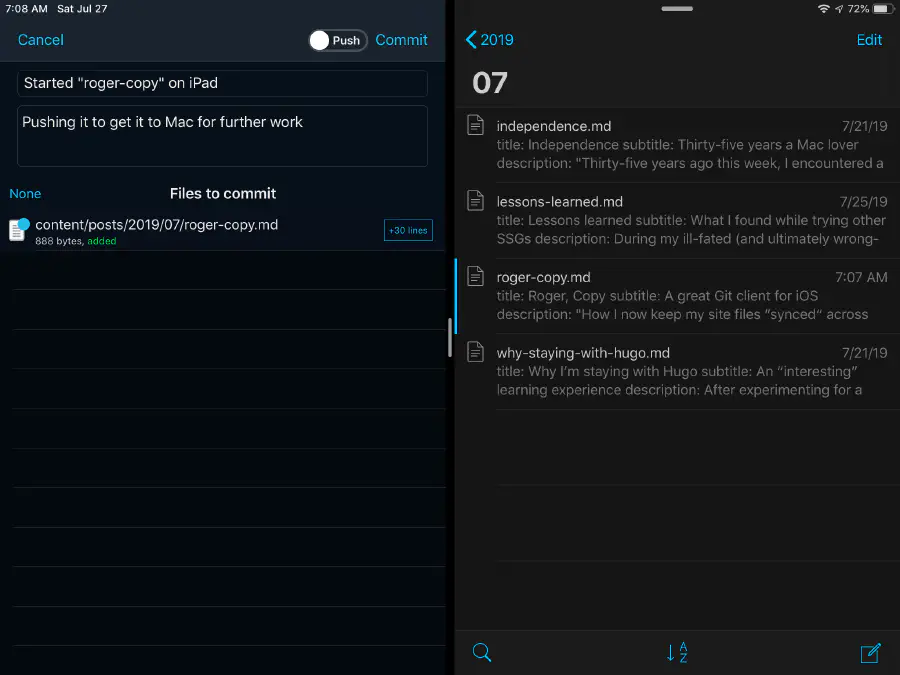 7:08 AM Sat Jul 27
Cancel
Push
Commit
Started "roger-copy" on iPad
Pushing it to get it to Mac for further work
None
Files to commit
content/posts/2019/07/roger-copy.md
888 bytes, added
+30 lines
72%
2019
Edit
07
independence.md 7/21/19
title: Independence subtitle: Thirty-five years a Mac lover
description: "Thirty-five years ago this week, I encountered a
lessons-learned.md 7/25/19
title: Lessons learned subtitle: What I found while trying other
SSGs description: During my ill-fated (and ultimately wrong-
roger-copy.md 7:07 AM
title: Roger, Copy subtitle: A great Git client for iOS
description: "How I now keep my site files “synced“ across
why-staying-with-hugo.md 7/21/19
title: Why I’m staying with Hugo subtitle: An “interesting”
learning experience description: After experimenting for a
A
Z